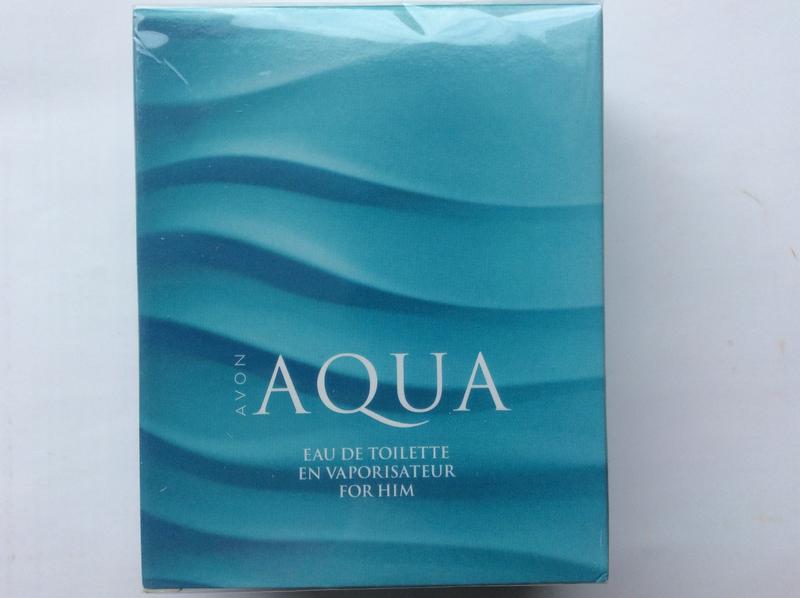 AVON
AQUA
EAU DE TOILETTE
EN VAPORISATEUR
FOR HIM